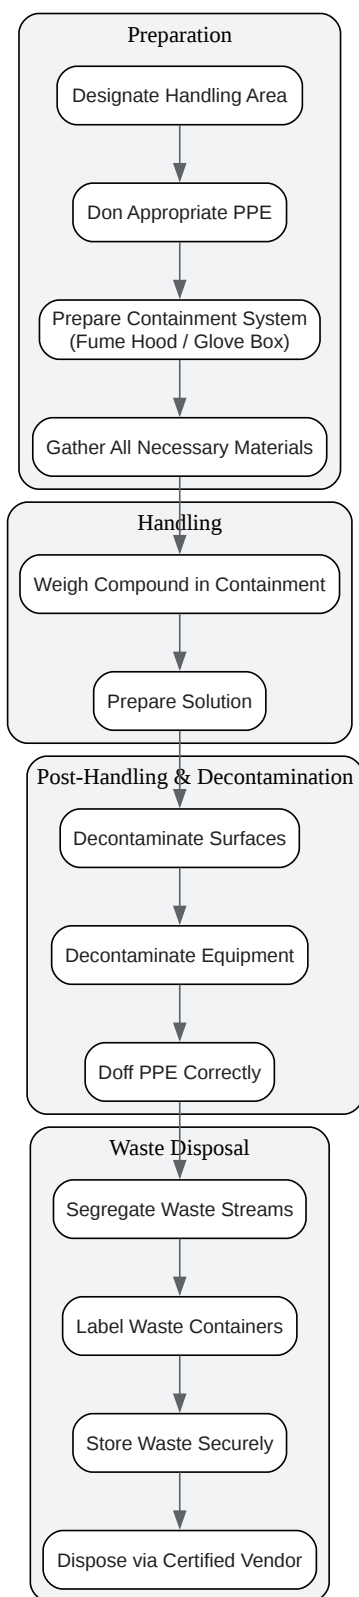 Preparation
Designate Handling Area
Don Appropriate PPE
Prepare Containment System
(Fume Hood / Glove Box)
Gather All Necessary Materials
Handling
Weigh Compound in Containment
Prepare Solution
Post-Handling & Decontamination
Decontaminate Surfaces
Decontaminate Equipment
Doff PPE Correctly
Waste Disposal
Segregate Waste Streams
Label Waste Containers
Store Waste Securely
Dispose via Certified Vendor